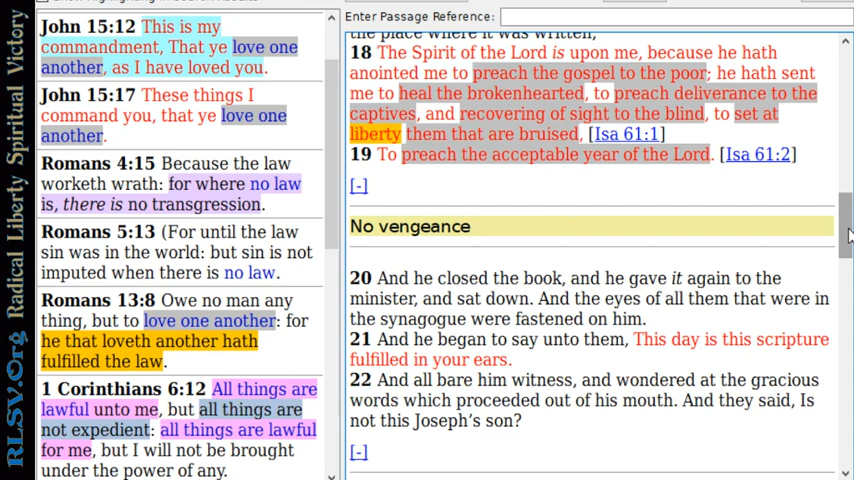 RLSV.Org Radical Liberty Spiritual Victory
John 15:12 This is my
commandment, That ye love one
another, as I have loved you.
John 15:17 These things I
command you, that ye love one
another.
Romans 4:15 Because the law
worketh wrath: for where no law
is, there is no transgression.
Romans 5:13 (For until the law
sin was in the world: but sin is not
imputed when there is no law.
Romans 13:8 Owe no man any
thing, but to love one another: for
he that loveth another hath
fulfilled the law.
1 Corinthians 6:12 All things are
lawful unto me, but all things are
not expedient: all things are lawful
for me, but I will not be brought
under the power of any.
Enter Passage Reference:
the place where it was written,
18 The Spirit of the Lord is upon me, because he hath
anointed me to preach the gospel to the poor; he hath sent
me to heal the brokenhearted, to preach deliverance to the
captives, and recovering of sight to the blind, to set at
liberty them that are bruised, [Isa 61:1]
19 To preach the acceptable year of the Lord. [Isa 61:2]
[-]
No vengeance
20 And he closed the book, and he gave it again to the
minister, and sat down. And the eyes of all them that were in
the synagogue were fastened on him.
21 And he began to say unto them, This day is this scripture
fulfilled in your ears.
22 And all bare him witness, and wondered at the gracious
words which proceeded out of his mouth. And they said, Is
not this Joseph's son?
[-]